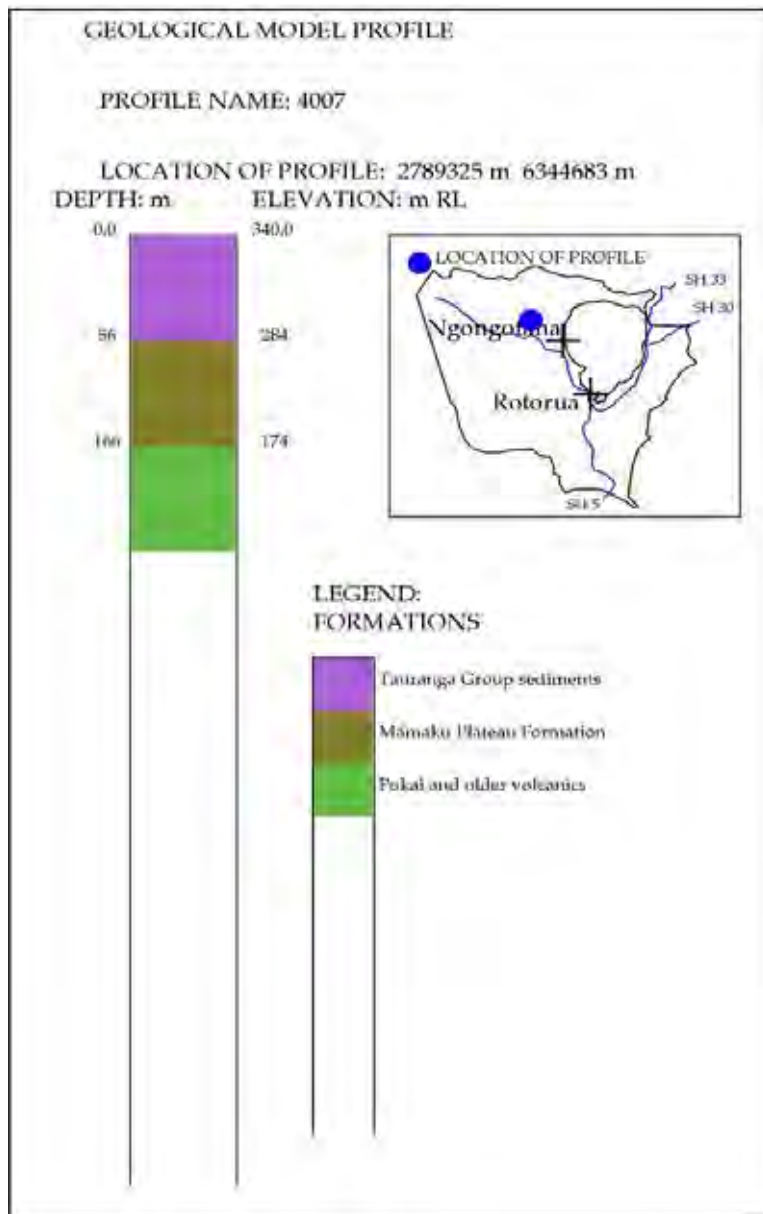 GEOLOGICAL MODEL PROFILE
PROFILE NAME: 4007
LOCATION OF PROFILE: 2789325 m 6344683 m
DEPTH: m ELEVATION: m RL
0.0 340.0
56 284
166 174
LOCATION OF PROFILE
SH 33
SH 30
Rotorua
SH 5
LEGEND:
FORMATIONS
Tauranga Group sediments
Mamaku Plateau Formation
Pokai and older volcanics